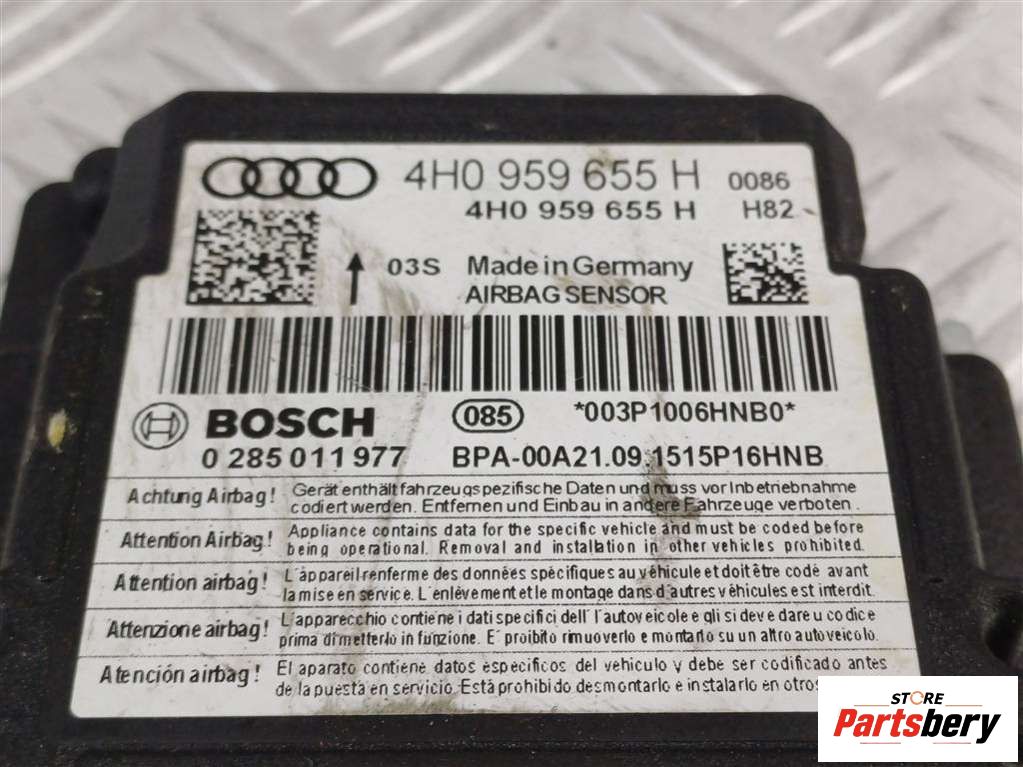 4H0 959 655 H 0086
4H0 959 655 H H82
03S Made in Germany
AIRBAG SENSOR
BOSCH 085 *003P1006HNB0*
0 285 011 977 BPA-00A21.09.1515P16HNB
Achtung Airbag! Gerät enthält fahrzeugspezifische Daten und muss vor Inbetriebnahme
codiert werden. Entfernen und Einbau in andere Fahrzeuge verboten.
Attention Airbag! Appliance contains data for the specific vehicle and must be coded before
being operational. Removal and installation in other vehicles prohibited.
Attention airbag! L'appareil renferme des données spécifiques au véhicule et doit être codé avant
la mise en service. L'enlèvement et le montage dans d'autres véhicules est interdit.
Attenzione airbag! L'apparecchio contiene i dati specifici dell'l'autoveicolo e gli si deve dare u codice
prima di metterlo in funzione. E' proibito rimuoverlo e montarlo su un altro autoveicolo.
Atención airbag! El aparato contiene datos especificos del vehiculo y debe ser codificado antes
de la puesta en servicio. Está prohibido desmontarlo e instalarlo en otros
STORE
Partsbery